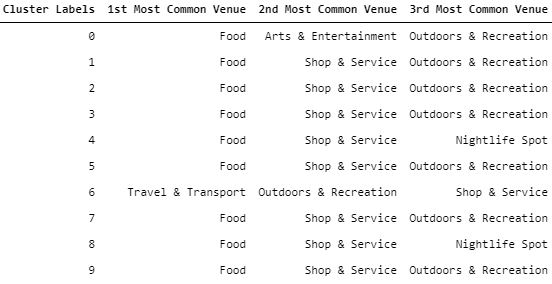 Cluster Labels 1st Most Common Venue 2nd Most Common Venue 3rd Most Common Venue
0 Food Arts & Entertainment Outdoors & Recreation
1 Food Shop & Service Outdoors & Recreation
2 Food Shop & Service Outdoors & Recreation
3 Food Shop & Service Outdoors & Recreation
4 Food Shop & Service Nightlife Spot
5 Food Shop & Service Outdoors & Recreation
6 Travel & Transport Outdoors & Recreation Shop & Service
7 Food Shop & Service Outdoors & Recreation
8 Food Shop & Service Nightlife Spot
9 Food Shop & Service Outdoors & Recreation